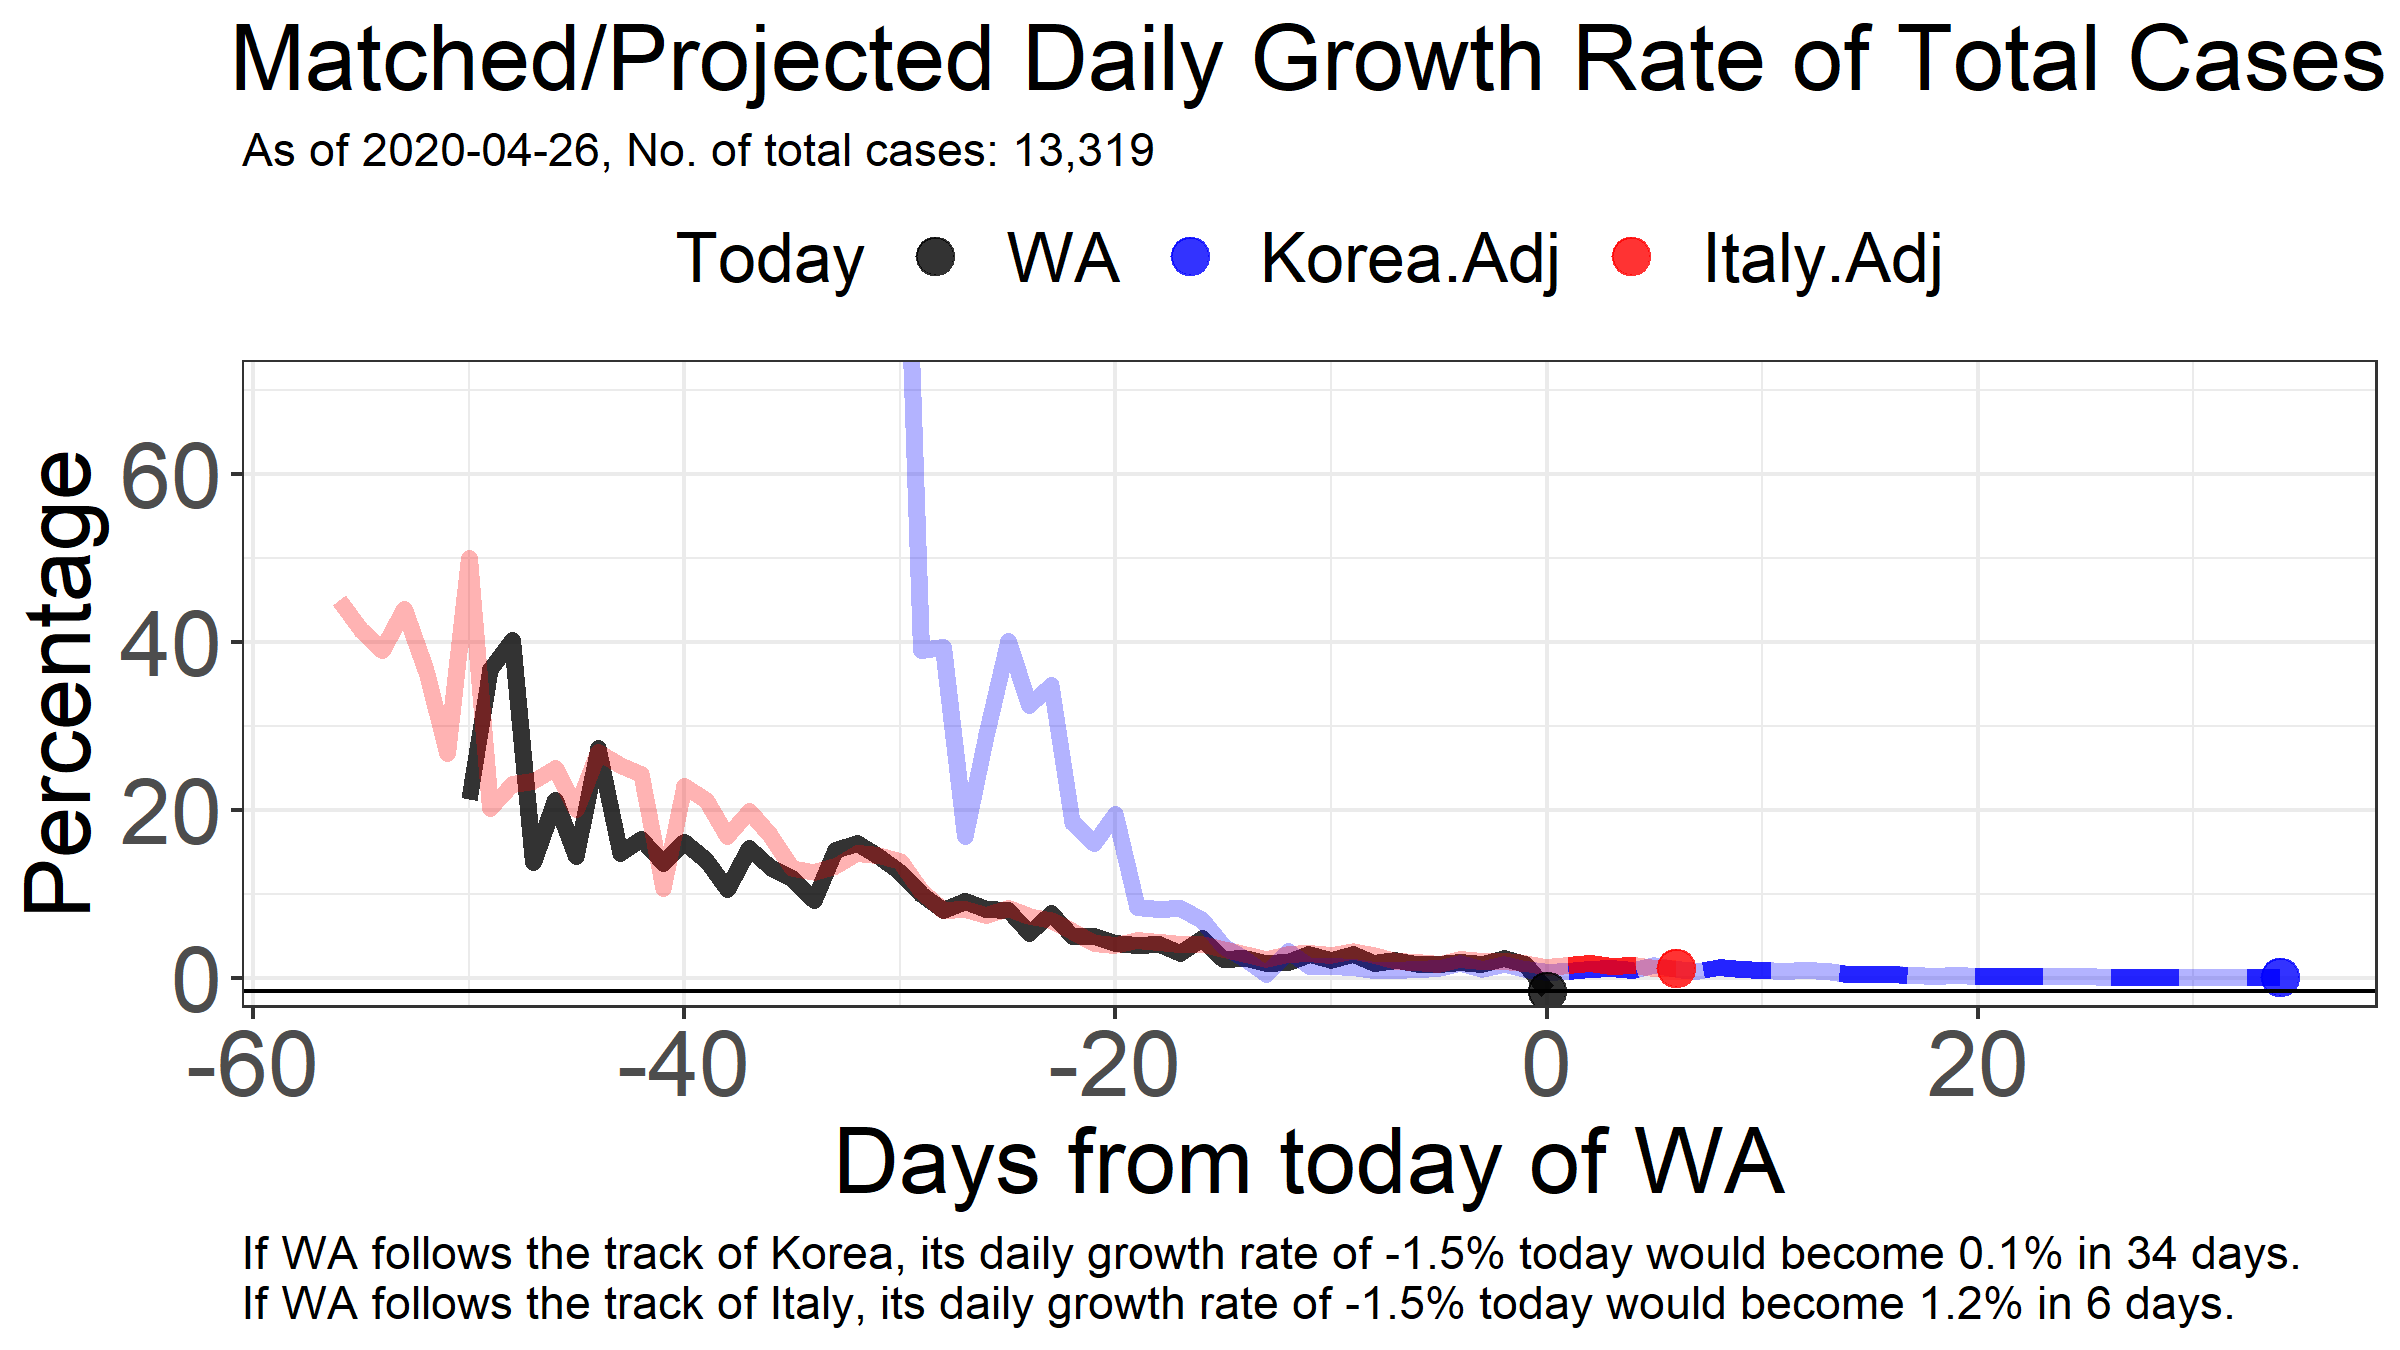 Matched/Projected Daily Growth Rate of Total Cases
As of 2020-04-26, No. of total cases: 13,319
Today WA Korea.Adj Italy.Adj
Percentage
60
40
20
0
-60 -40 -20 0 20
Days from today of WA
If WA follows the track of Korea, its daily growth rate of -1.5% today would become 0.1% in 34 days.
If WA follows the track of Italy, its daily growth rate of -1.5% today would become 1.2% in 6 days.